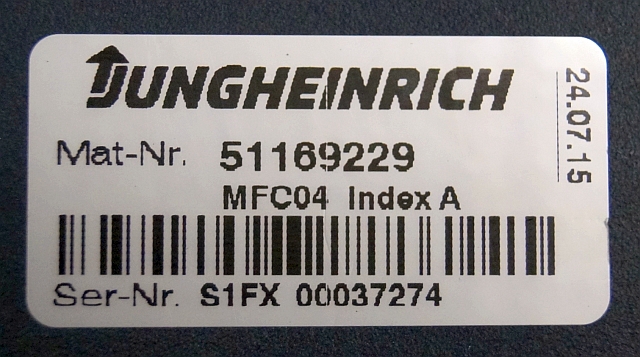 JUNGHEINRICH
24.07.15
Mat-Nr. 51169229
MFC04 Index A
Ser-Nr. S1FX 00037274